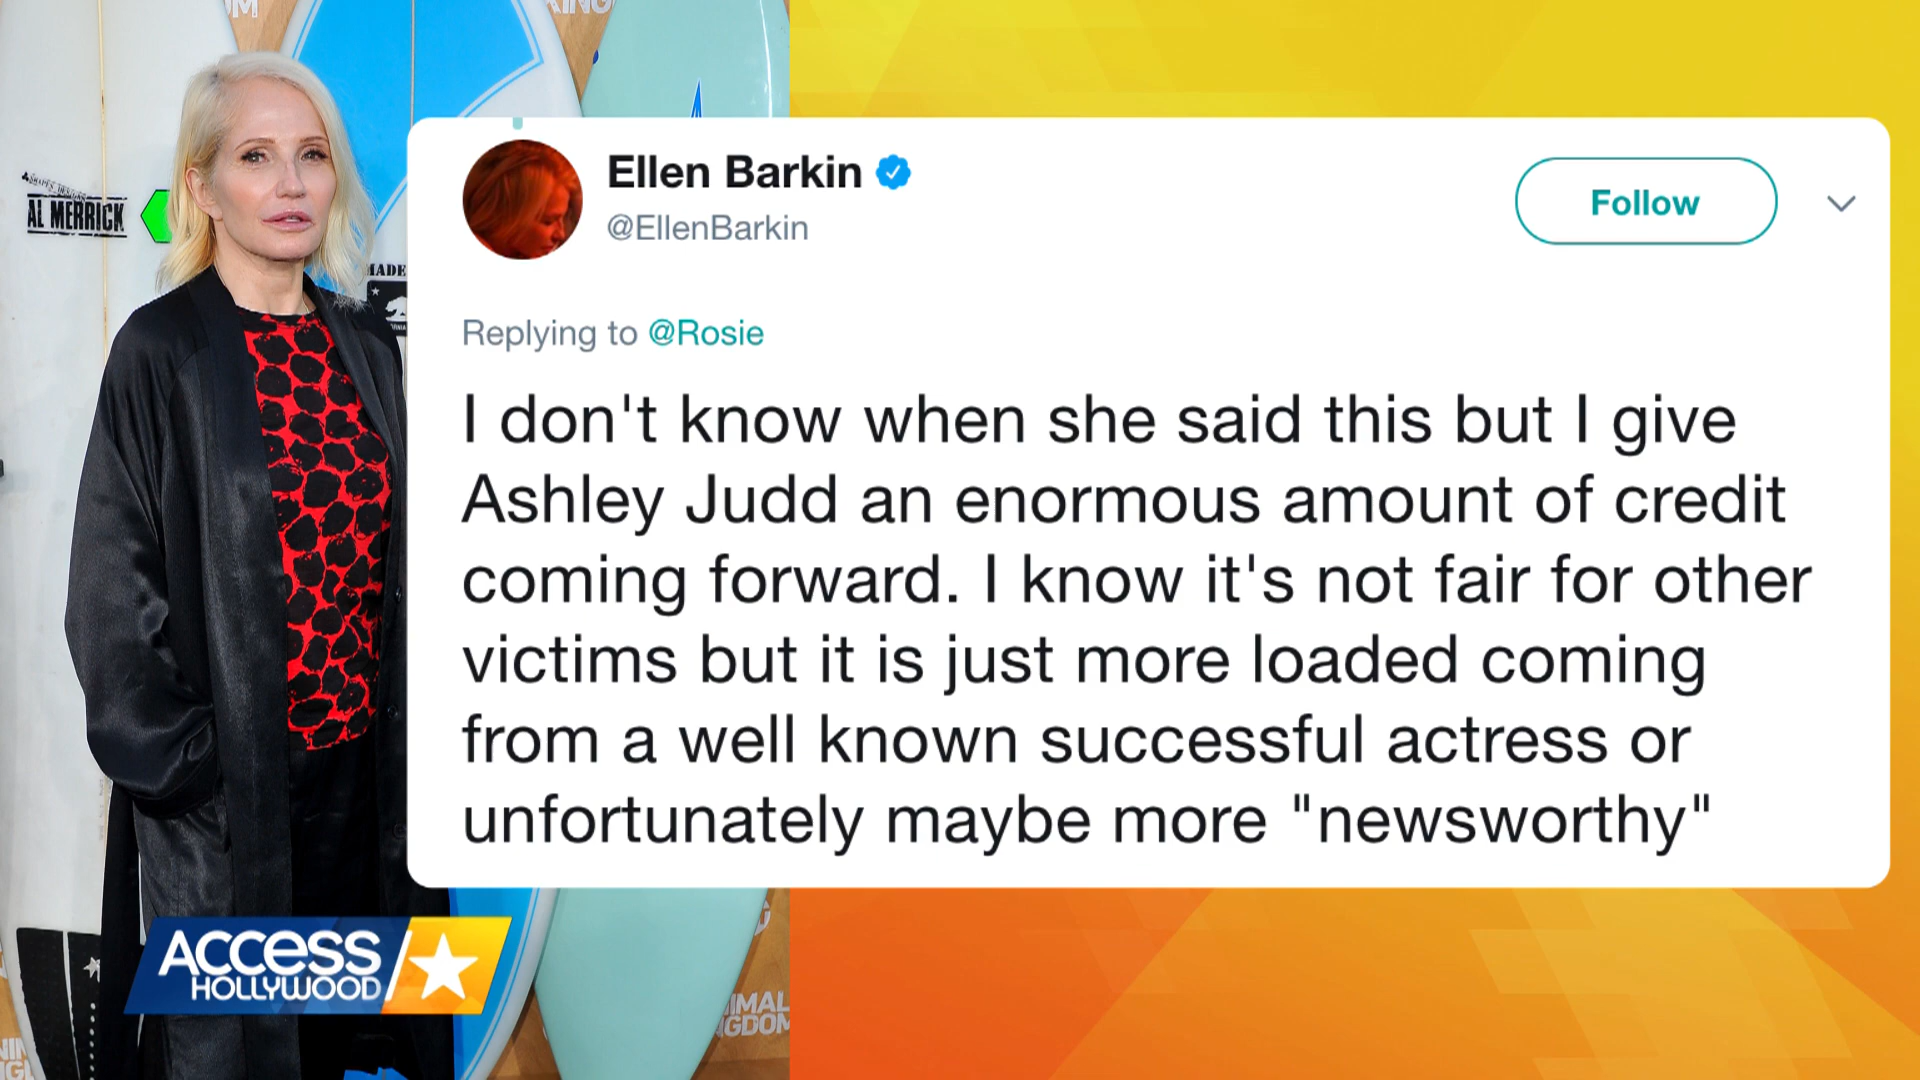 AL MERRICK
MADE
Ellen Barkin
@EllenBarkin
Follow
Replying to @Rosie
I don't know when she said this but I give
Ashley Judd an enormous amount of credit
coming forward. I know it's not fair for other
victims but it is just more loaded coming
from a well known successful actress or
unfortunately maybe more "newsworthy"
ACCESS
HOLLYWOOD